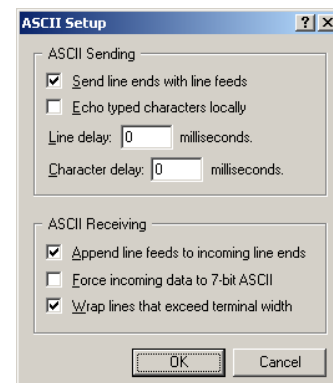 ASCII Setup
ASCII Sending
Send line ends with line feeds
Echo typed characters locally
Line delay: 0 milliseconds.
Character delay: 0 milliseconds.
ASCII Receiving
Append line feeds to incoming line ends
Force incoming data to 7-bit ASCII
Wrap lines that exceed terminal width
OK Cancel